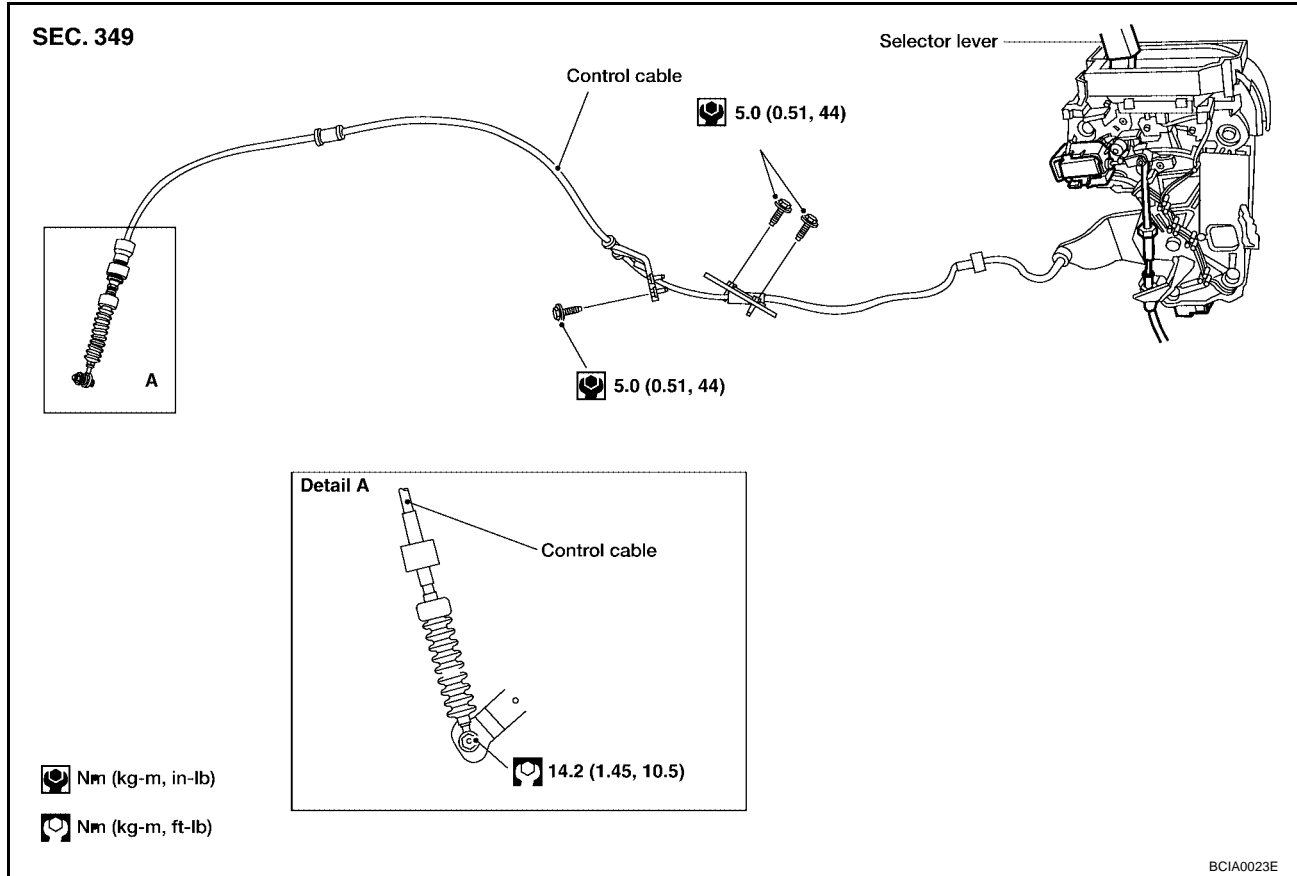 SEC. 349
Selector lever
Control cable
5.0 (0.51, 44)
A
5.0 (0.51, 44)
Detail A
Control cable
14.2 (1.45, 10.5)
N•m (kg-m, in-lb)
N•m (kg-m, ft-lb)
BCIA0023E